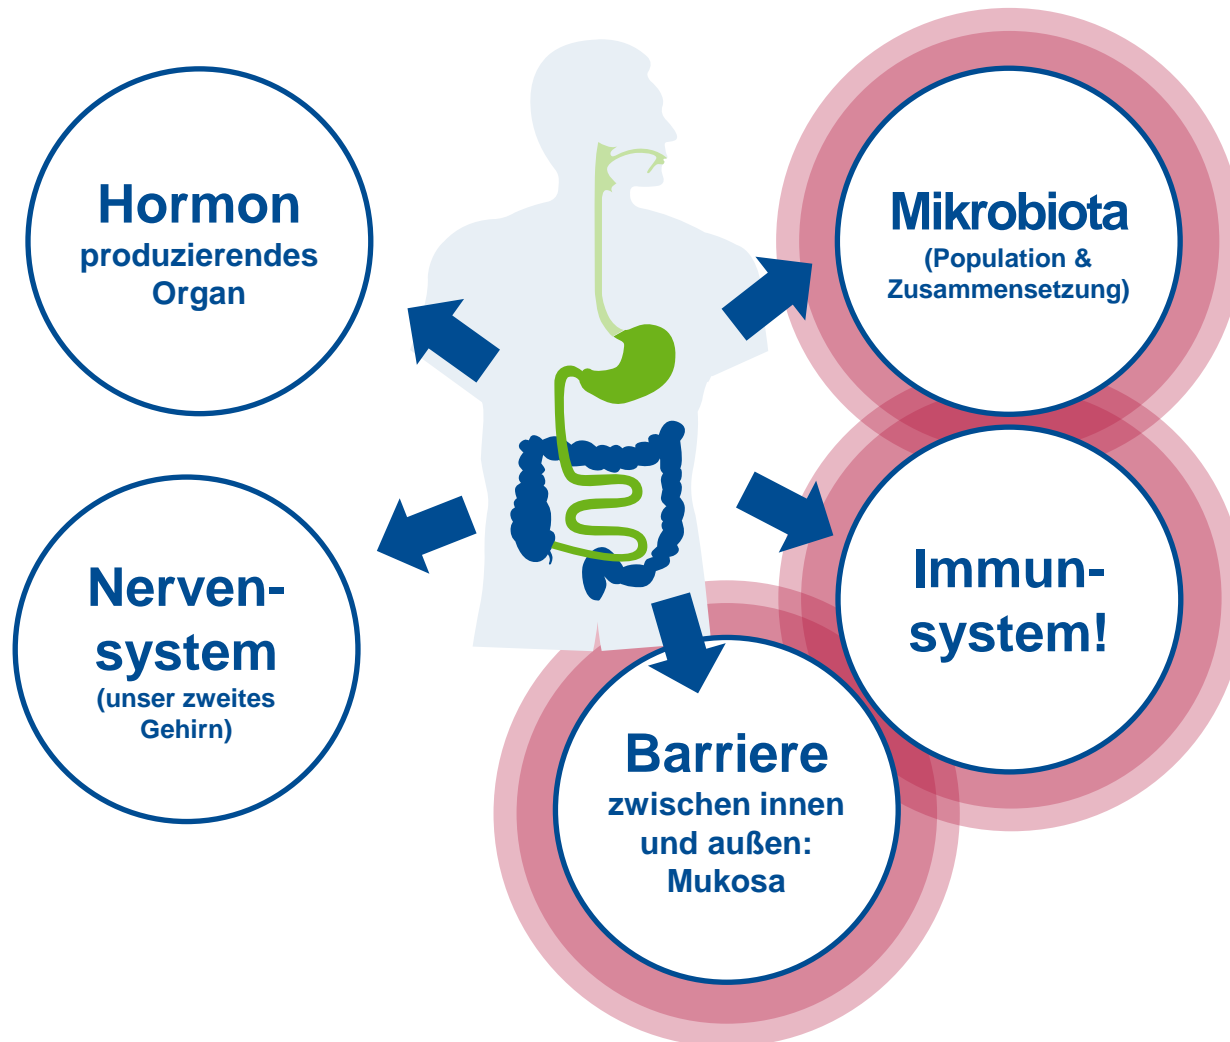 Hormon
produzierendes
Organ
Mikrobiota
(Population &
Zusammensetzung)
Nerven-
system
(unser zweites
Gehirn)
Immun-
system!
Barriere
zwischen innen
und außen:
Mukosa